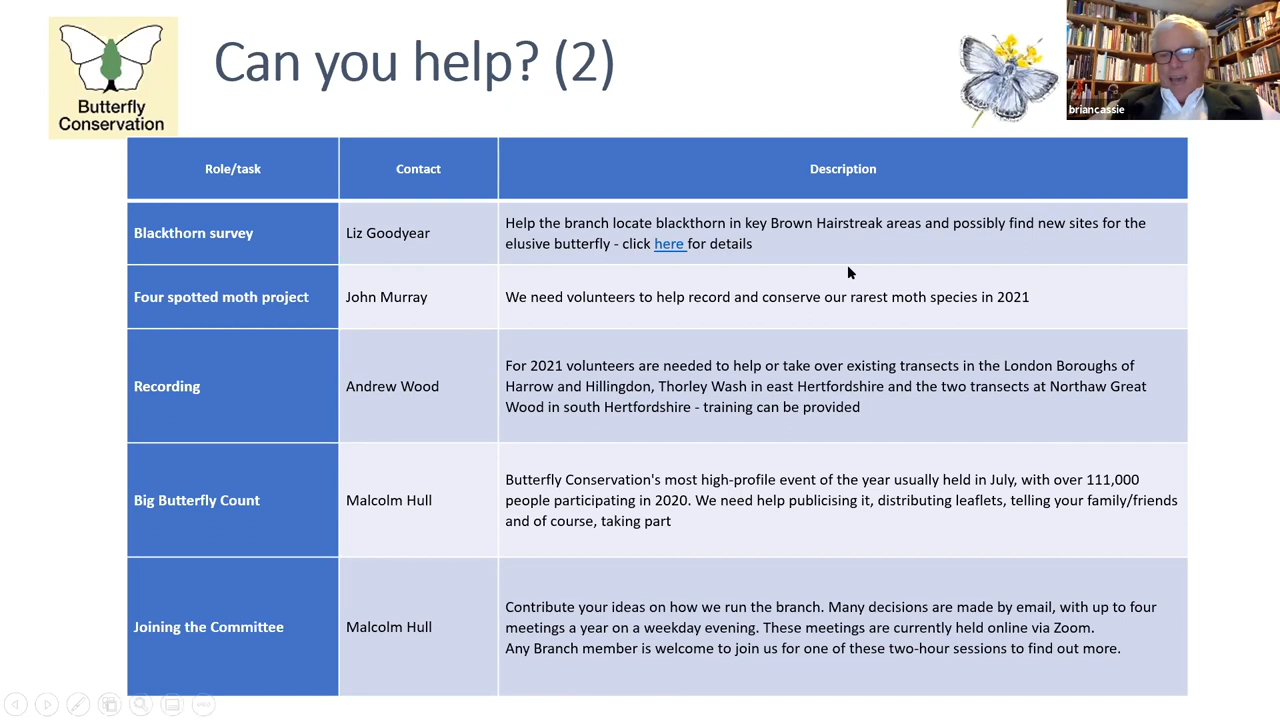 Can you help? (2)
Butterfly
Conservation
briancassie
Role/task
Contact
Description
Blackthorn survey
Liz Goodyear
Help the branch locate blackthorn in key Brown Hairstreak areas and possibly find new sites for the
elusive butterfly - click here for details
Four spotted moth project
John Murray
We need volunteers to help record and conserve our rarest moth species in 2021
Recording
Andrew Wood
For 2021 volunteers are needed to help or take over existing transects in the London Boroughs of
Harrow and Hillingdon, Thorley Wash in east Hertfordshire and the two transects at Northaw Great
Wood in south Hertfordshire - training can be provided
Big Butterfly Count
Malcolm Hull
Butterfly Conservation's most high-profile event of the year usually held in July, with over 111,000
people participating in 2020. We need help publicising it, distributing leaflets, telling your family/friends
and of course, taking part
Joining the Committee
Malcolm Hull
Contribute your ideas on how we run the branch. Many decisions are made by email, with up to four
meetings a year on a weekday evening. These meetings are currently held online via Zoom.
Any Branch member is welcome to join us for one of these two-hour sessions to find out more.